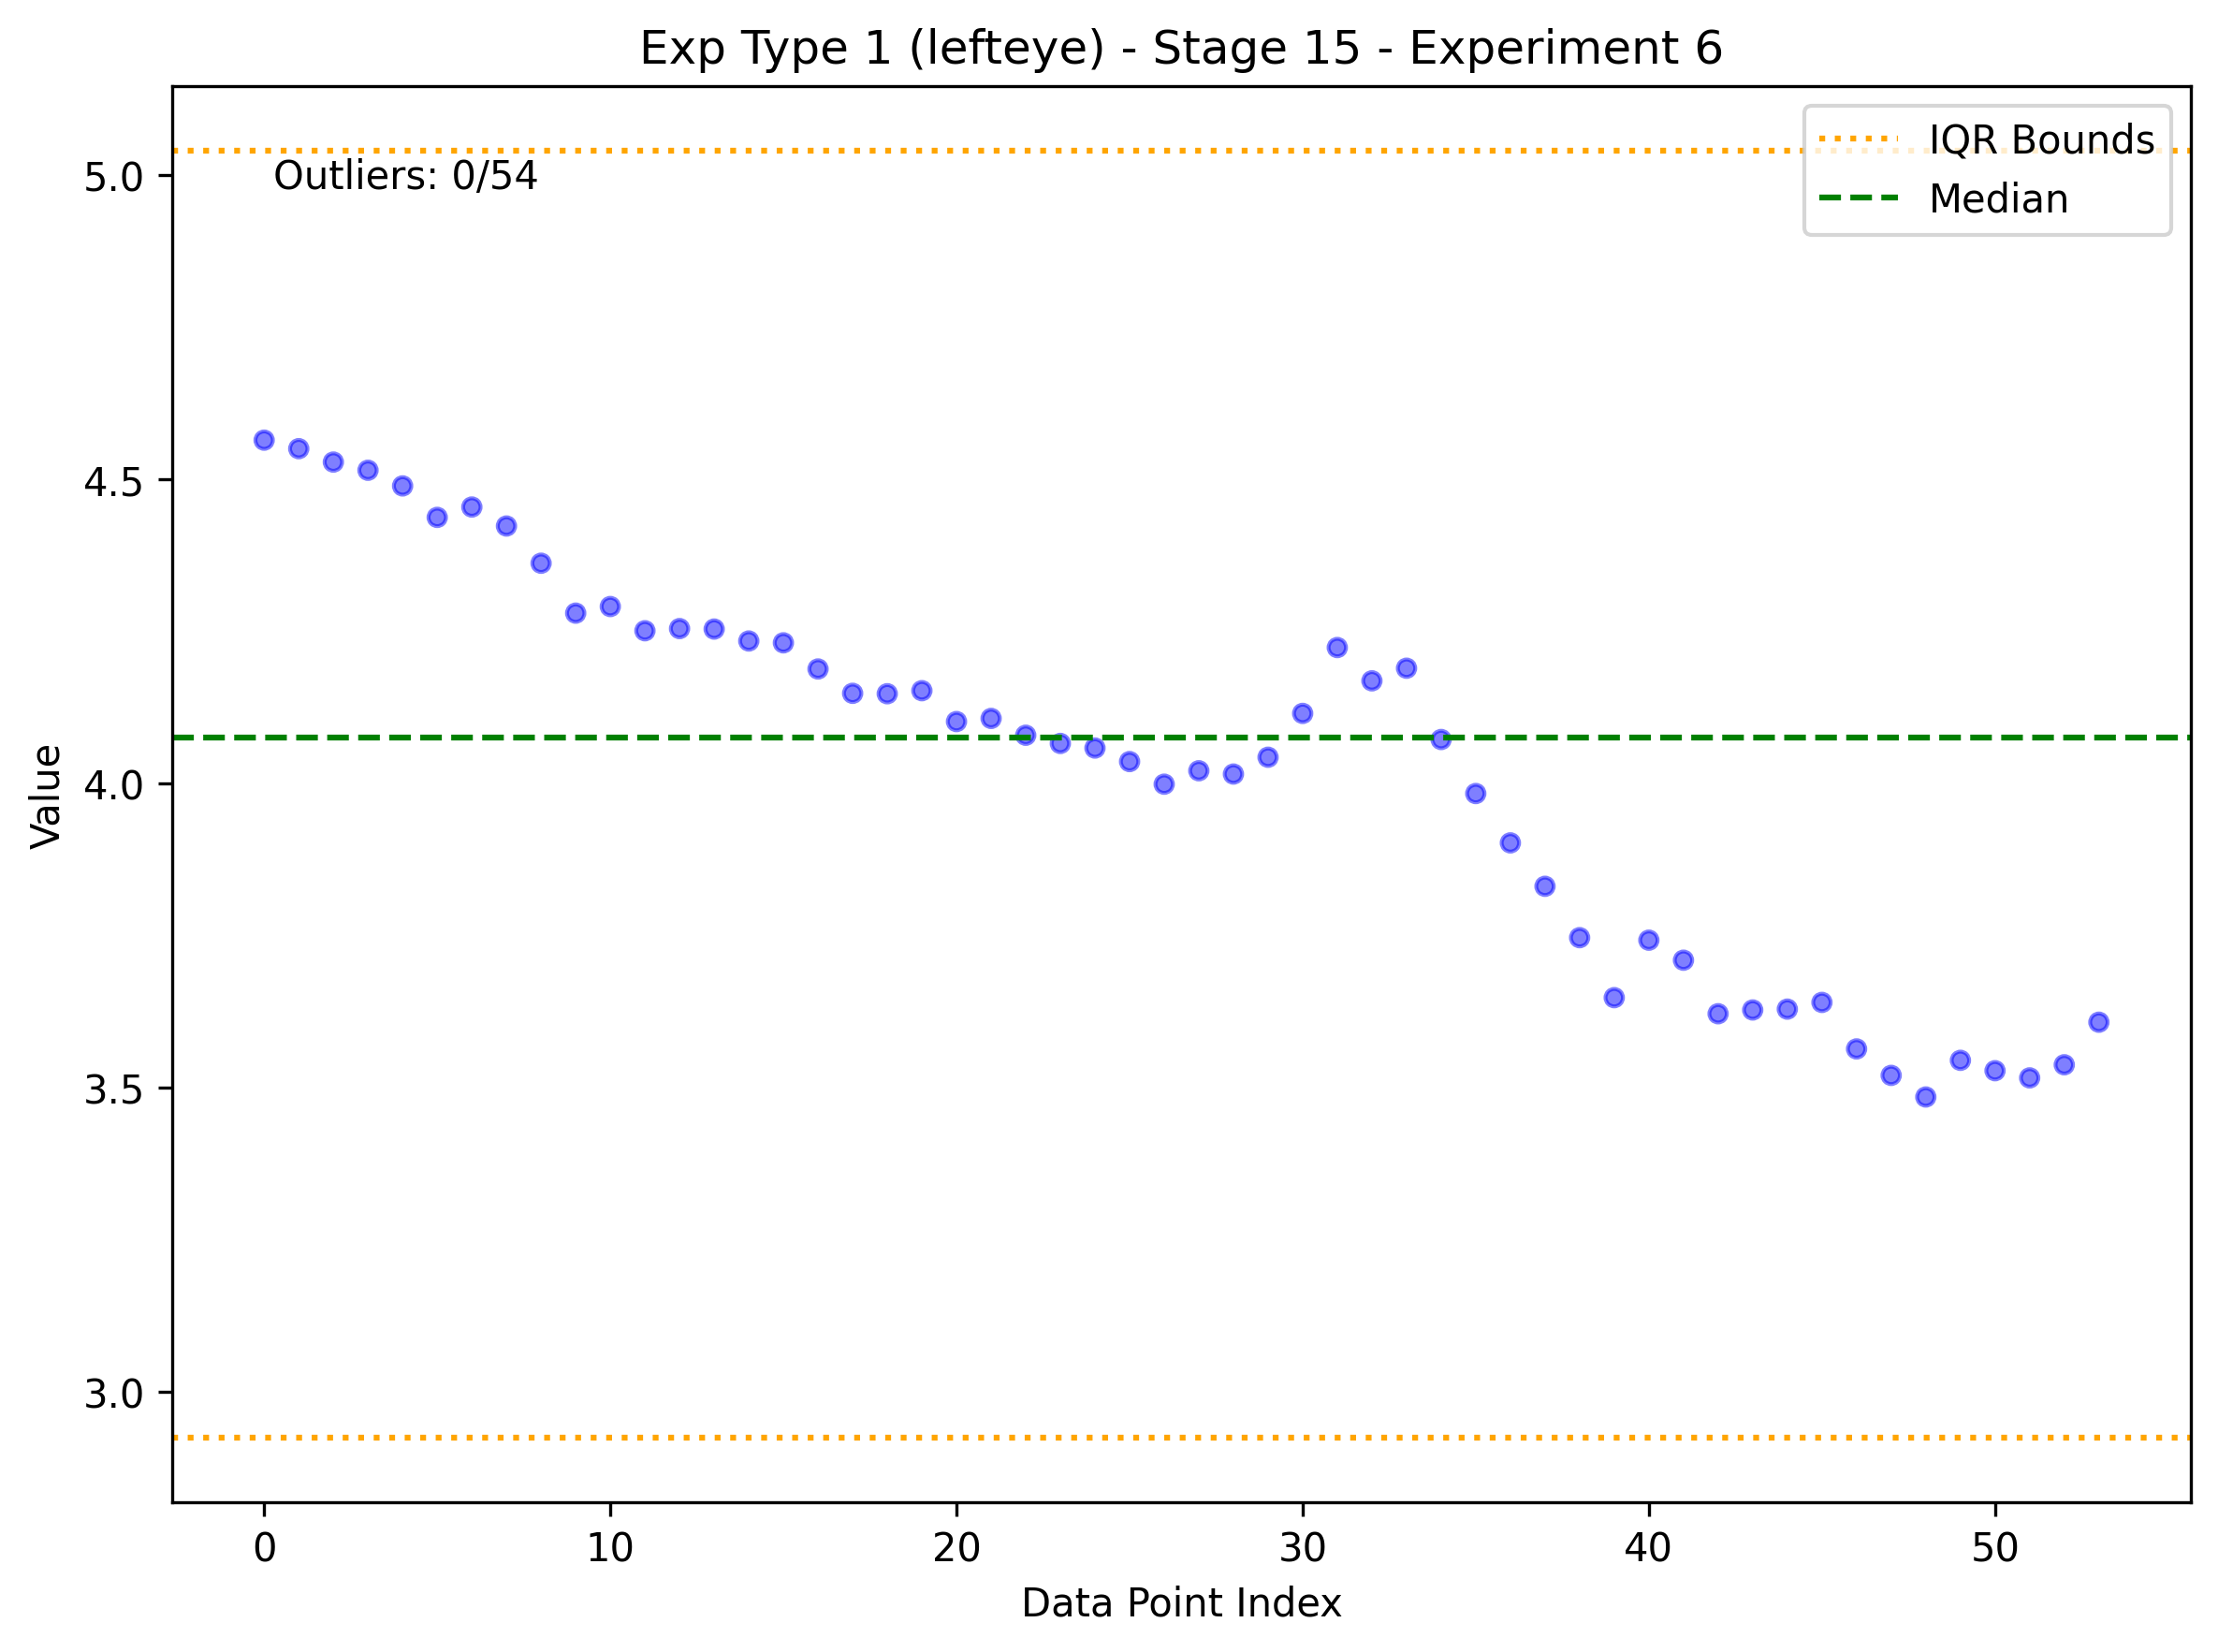 Exp Type 1 (lefteye) - Stage 15 - Experiment 6
IQR Bounds
Median
Outliers: 0/54
5.0
4.5
4.0
3.5
3.0
Value
0 10 20 30 40 50
Data Point Index